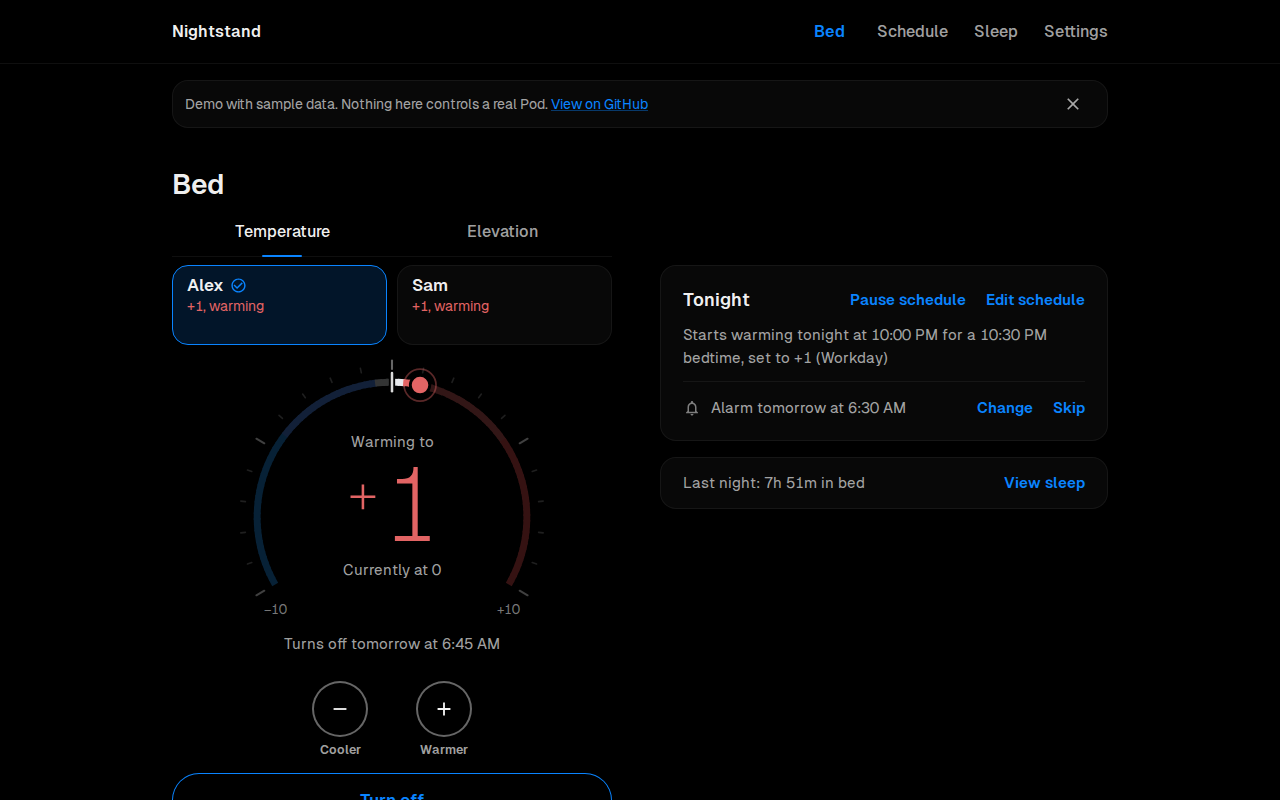 Nightstand
Bed Schedule Sleep Settings
Demo with sample data. Nothing here controls a real Pod. View on GitHub
Bed
Temperature Elevation
Alex
+1, warming
Sam
+1, warming
Warming to
+1
Currently at 0
−10 +10
Turns off tomorrow at 6:45 AM
Cooler Warmer
Turn off
Tonight Pause schedule Edit schedule
Starts warming tonight at 10:00 PM for a 10:30 PM
bedtime, set to +1 (Workday)
Alarm tomorrow at 6:30 AM Change Skip
Last night: 7h 51m in bed View sleep